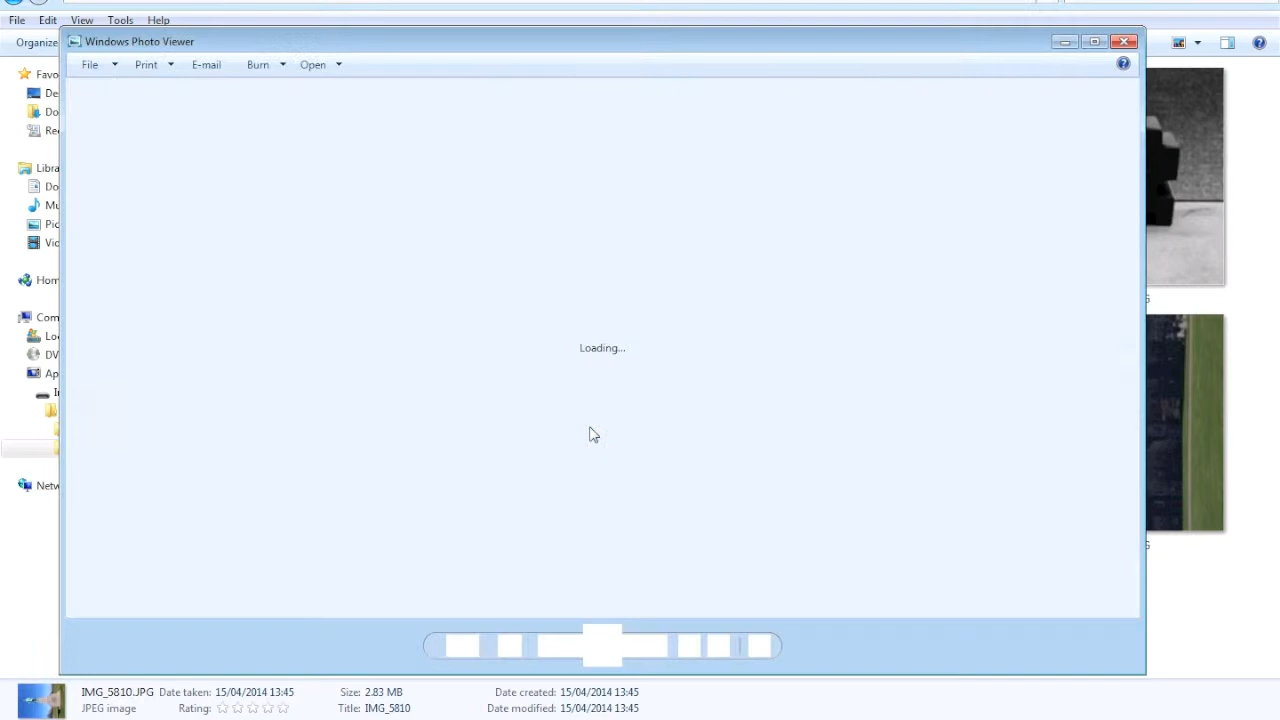 File Edit View Tools Help
Windows Photo Viewer
Organize
File Print E-mail Burn Open
Favo
De
Do
Rec
Libra
Do
Mu
Pic
Vid
Hom
Com
Loc
DV
Ap
In
Netw
Loading...
G
G
IMG_5810.JPG Date taken: 15/04/2014 13:45 Size: 2.83 MB Date created: 15/04/2014 13:45
JPEG image Rating: Title: IMG_5810 Date modified: 15/04/2014 13:45